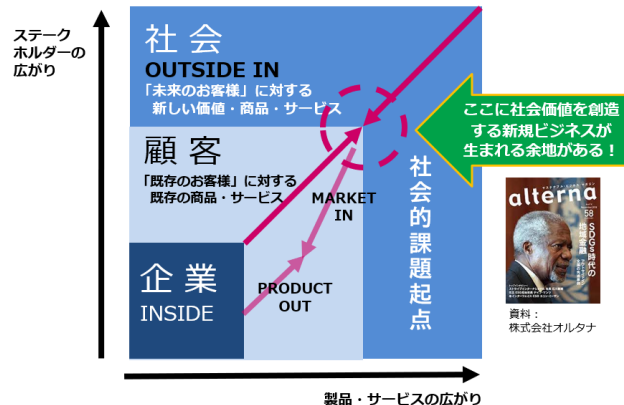 ステーク
ホルダーの
広がり
社 会
OUTSIDE IN
「未来のお客様」に対する
新しい価値・商品・サービス
ここに社会価値を創造
する新規ビジネスが
生まれる余地がある！
顧 客
「既存のお客様」に対する
既存の商品・サービス
MARKET
IN
社会的課題起点
企 業
INSIDE
PRODUCT
OUT
alterna
58
SDGs時代の
地域金融
資料：
株式会社オルタナ
製品・サービスの広がり